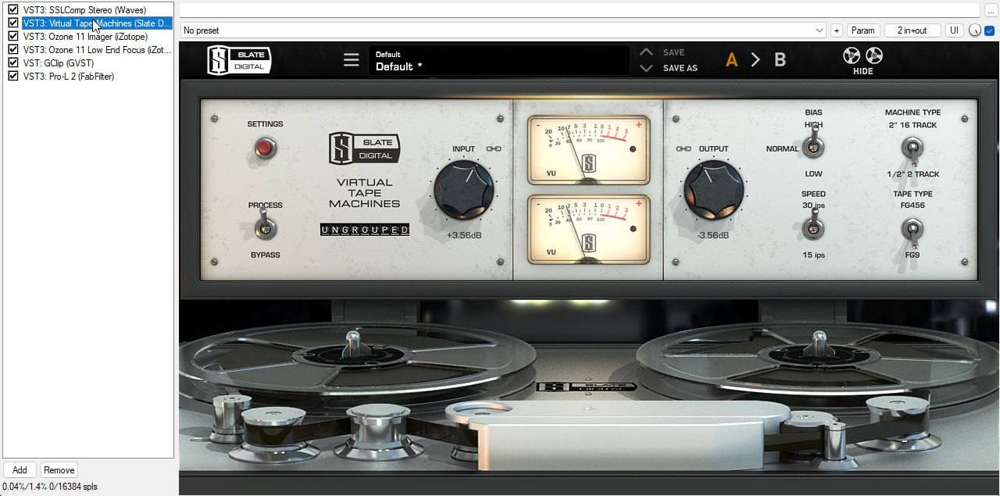 VST3: SSLComp Stereo (Waves)
VST3: Virtual Tape Machines (Slate D...
VST3: Ozone 11 Imager (iZotope)
VST3: Ozone 11 Low End Focus (iZot...
VST: GClip (GVST)
VST3: Pro-L 2 (FabFilter)
Add
Remove
0.04%/1.4% 0/16384 spls
...
No preset
+
Param
2 in+out
UI
SLATE
DIGITAL
Default
Default *
SAVE
SAVE AS
A > B
HIDE
SETTINGS
SLATE
DIGITAL
VIRTUAL
TAPE
MACHINES
UNGROUPED
PROCESS
BYPASS
INPUT
+3.56dB
- 20 10 7 5 3 1 0 1 2 3 +
0 20 40 60 80 100
VU
- 20 10 7 5 3 1 0 1 2 3 +
0 20 40 60 80 100
VU
OUTPUT
-3.56dB
BIAS
HIGH
NORMAL
LOW
SPEED
30 ips
15 ips
MACHINE TYPE
2" 16 TRACK
1/2" 2 TRACK
TAPE TYPE
FG456
FG9
SLATE
DIGITAL